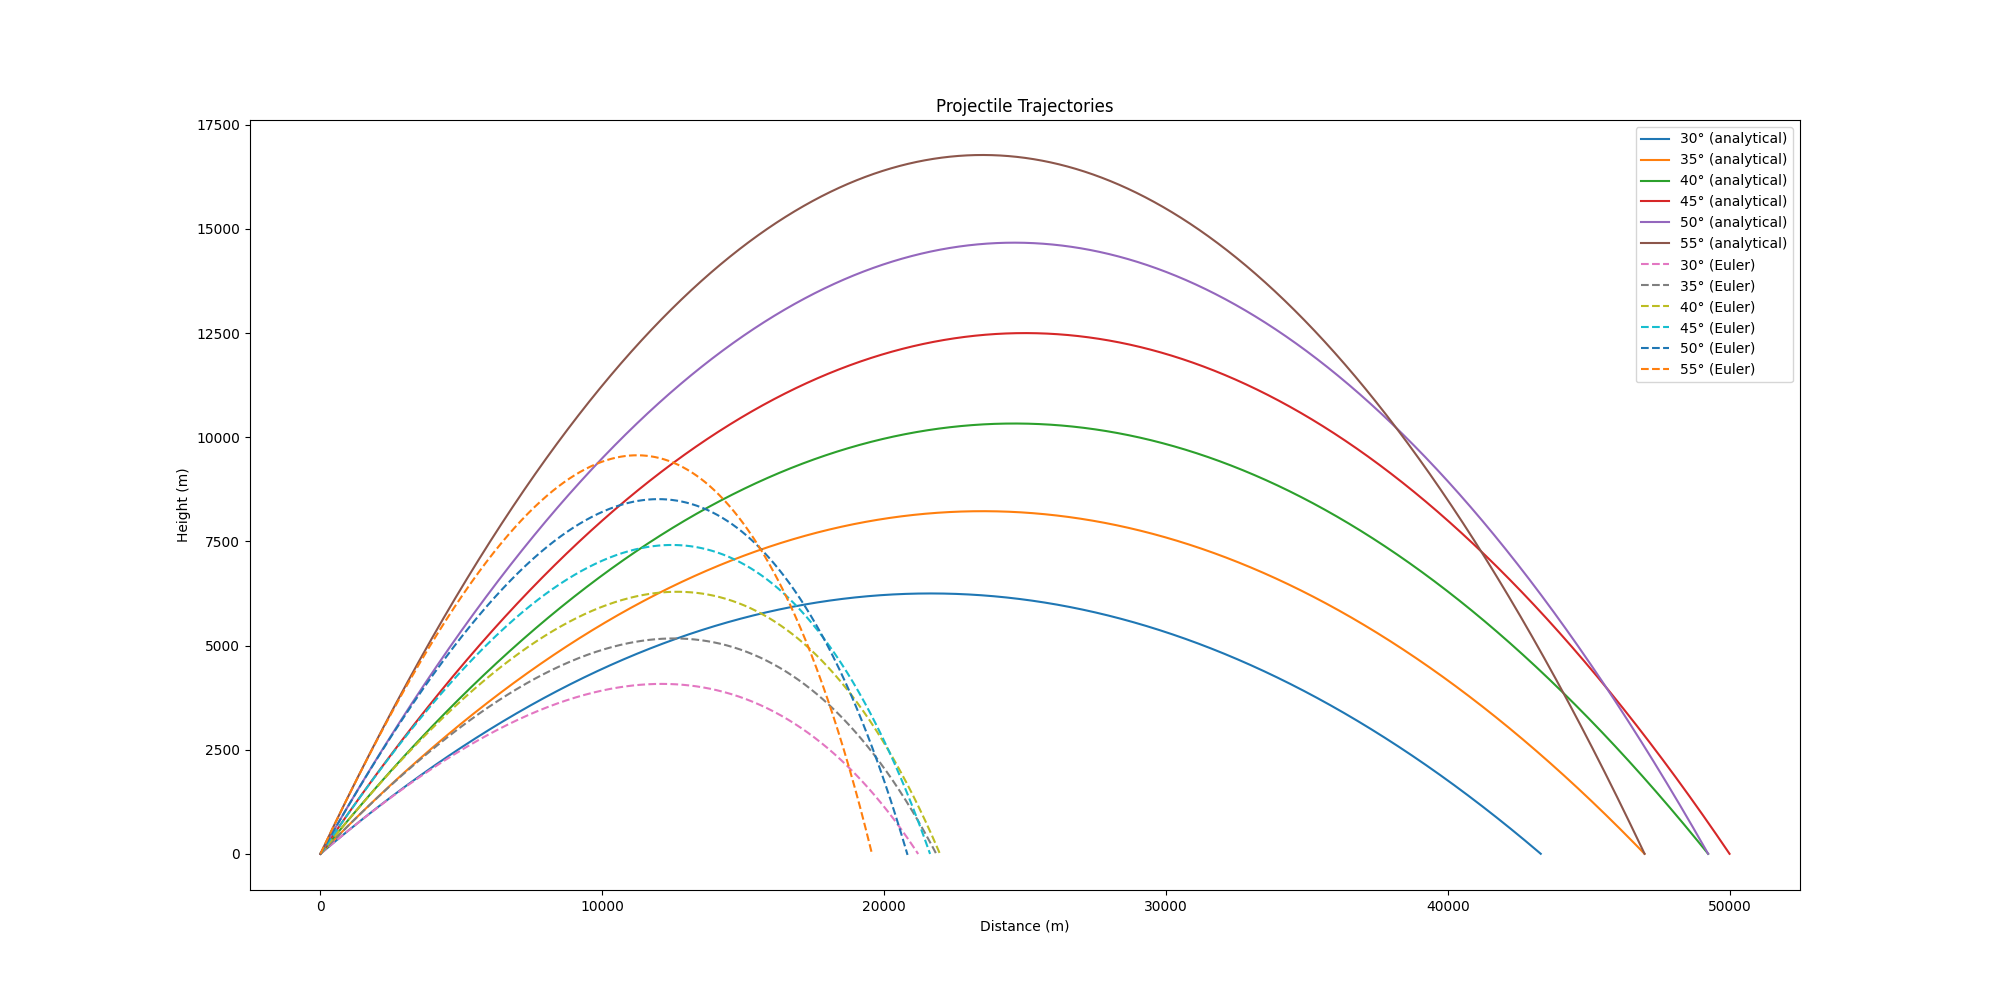 Projectile Trajectories
17500
15000
12500
10000
7500
5000
2500
0
Height (m)
0
10000
20000
30000
40000
50000
Distance (m)
30° (analytical)
35° (analytical)
40° (analytical)
45° (analytical)
50° (analytical)
55° (analytical)
30° (Euler)
35° (Euler)
40° (Euler)
45° (Euler)
50° (Euler)
55° (Euler)